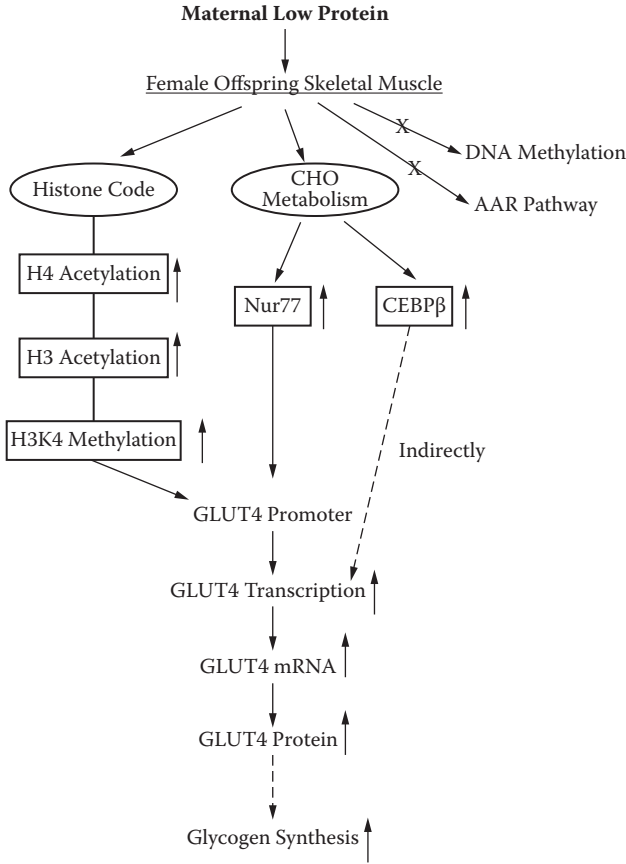 Maternal Low Protein
Female Offspring Skeletal Muscle
X
DNA Methylation
X
AAR Pathway
Histone Code
CHO
Metabolism
H4 Acetylation
Nur77
CEBPβ
H3 Acetylation
H3K4 Methylation
Indirectly
GLUT4 Promoter
GLUT4 Transcription
GLUT4 mRNA
GLUT4 Protein
Glycogen Synthesis